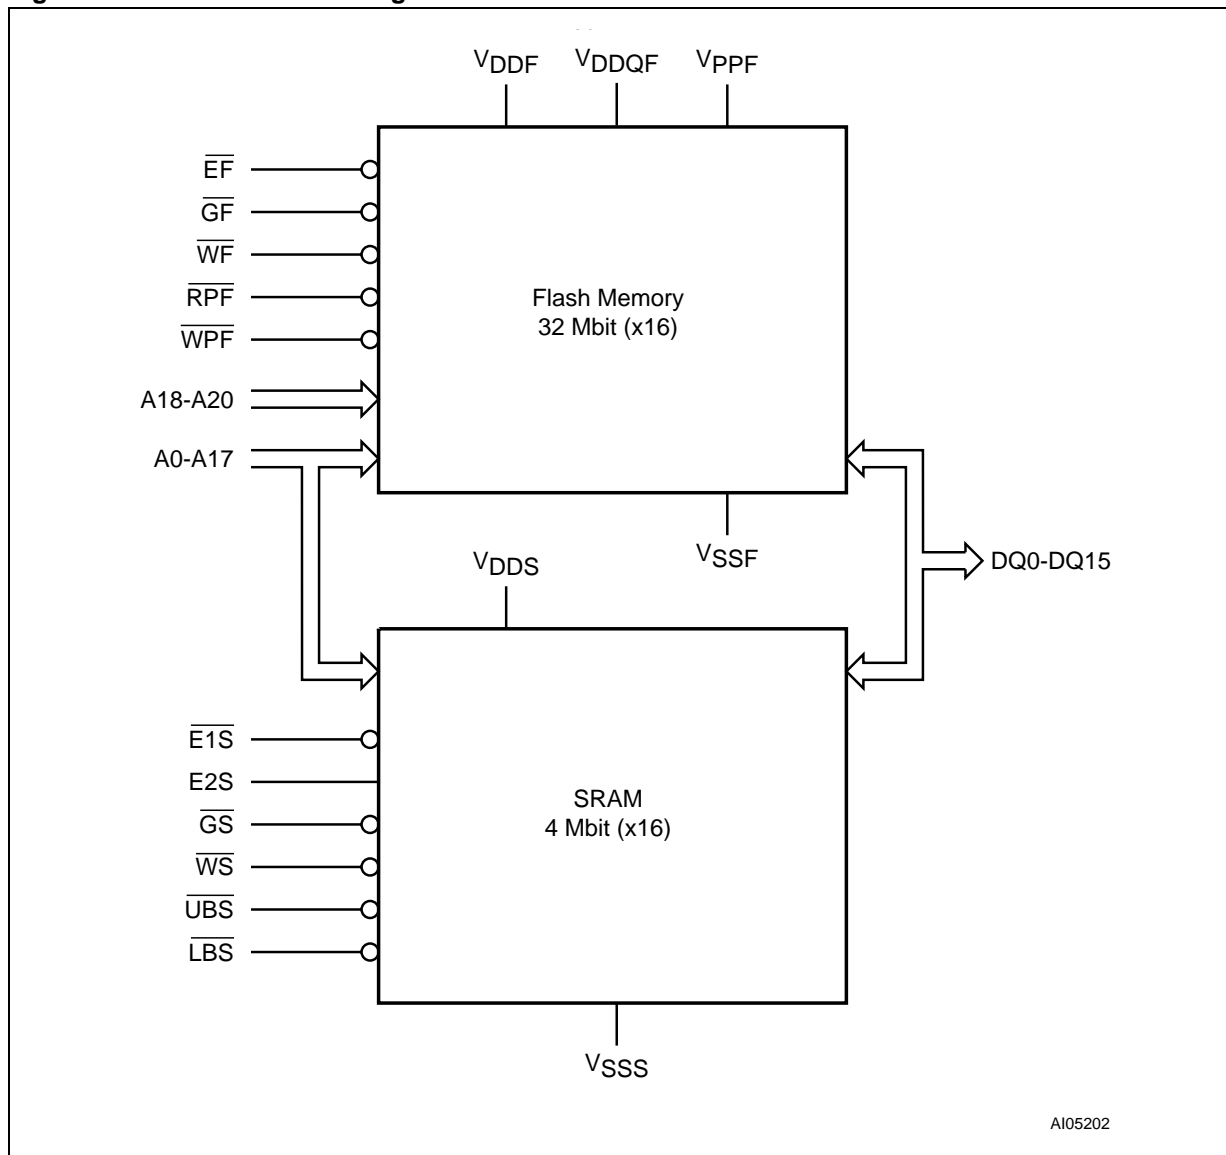 VDDF VDDQF VPPF
EF
GF
WF
RPF
WPF
A18-A20
A0-A17
Flash Memory
32 Mbit (x16)
VSSF
VDDS
DQ0-DQ15
E1S
E2S
GS
WS
UBS
LBS
SRAM
4 Mbit (x16)
VSSS
AI05202